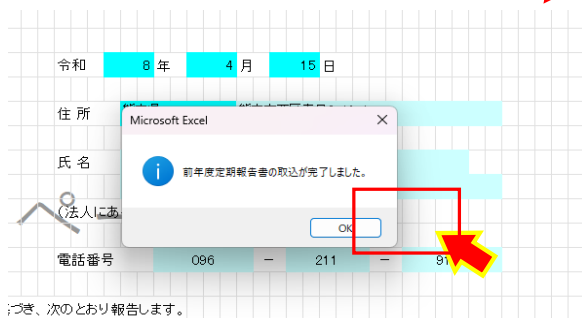 令和 8 年 4 月 15 日
住 所
Microsoft Excel
氏 名
前年度定期報告書の取込が完了しました。
(法人にあ
OK
ペ
電話番号 096 － 211 － 91
づき、次のとおり報告します。